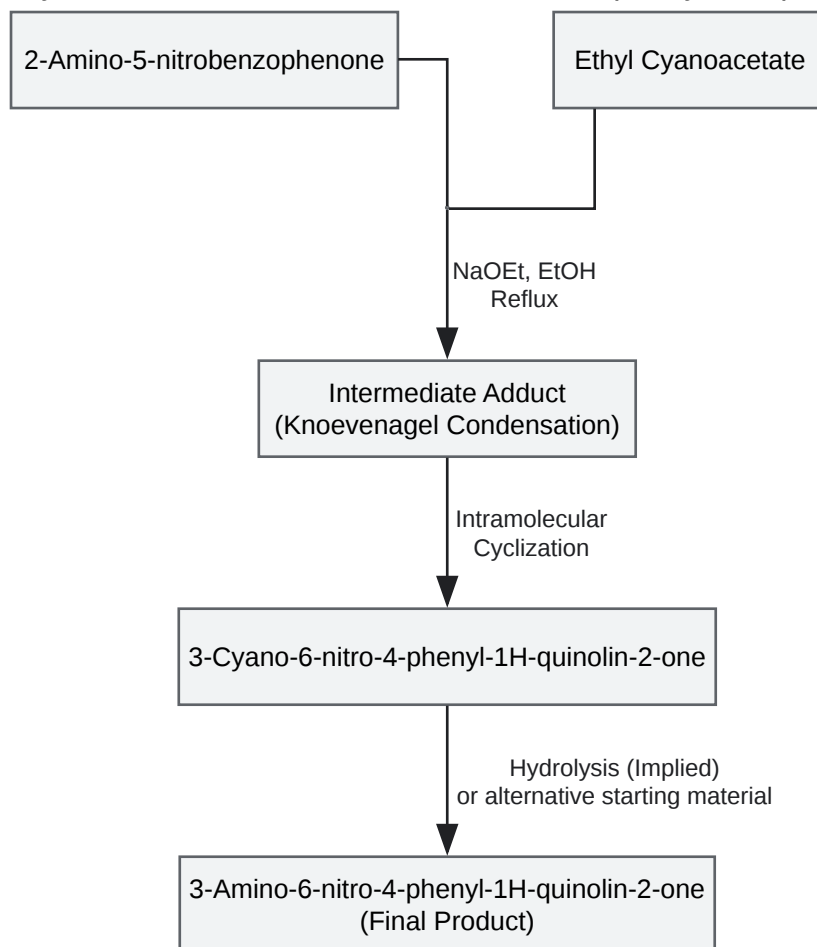 2-Amino-5-nitrobenzophenone
Ethyl Cyanoacetate
NaOEt, EtOH
Reflux
Intermediate Adduct
(Knoevenagel Condensation)
Intramolecular
Cyclization
3-Cyano-6-nitro-4-phenyl-1H-quinolin-2-one
Hydrolysis (Implied)
or alternative starting material
3-Amino-6-nitro-4-phenyl-1H-quinolin-2-one
(Final Product)